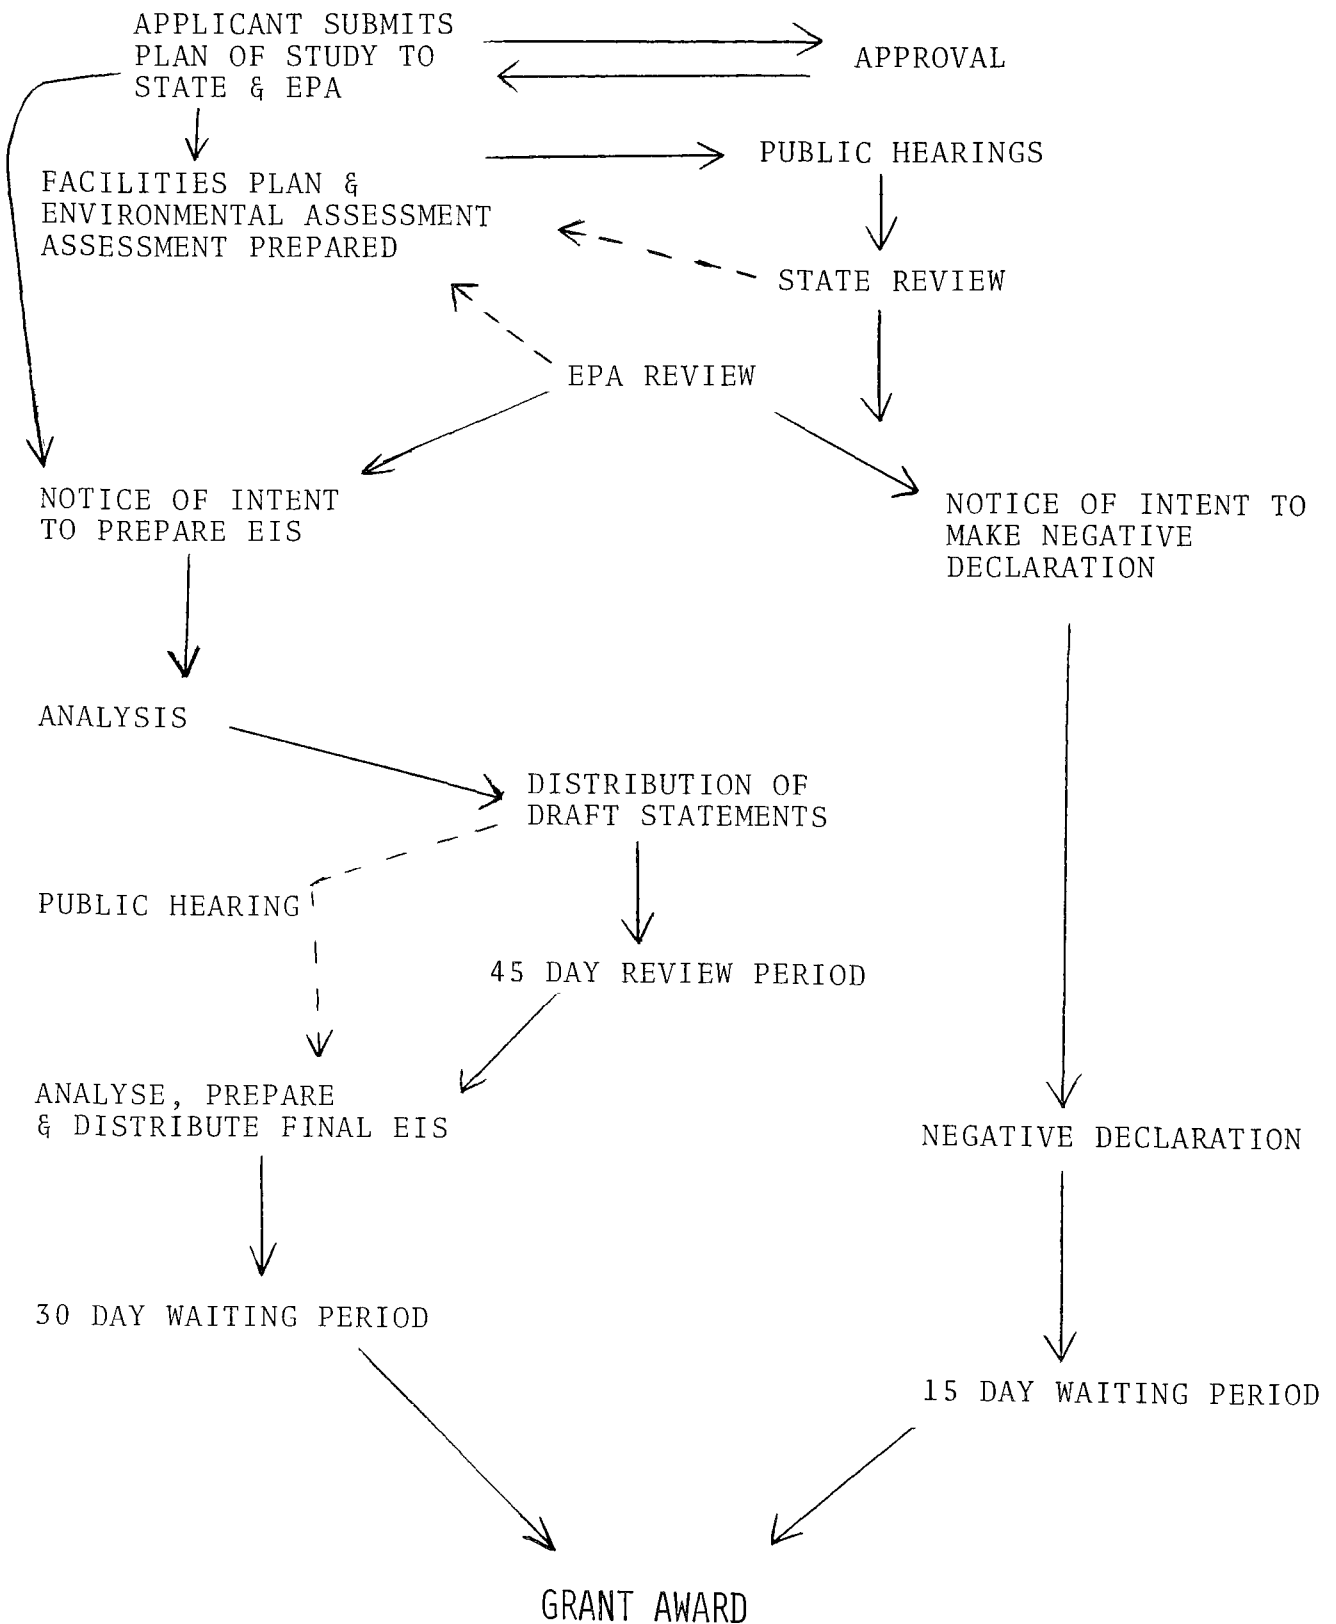 APPLICANT SUBMITS
PLAN OF STUDY TO
STATE & EPA
APPROVAL
PUBLIC HEARINGS
FACILITIES PLAN &
ENVIRONMENTAL ASSESSMENT
ASSESSMENT PREPARED
STATE REVIEW
EPA REVIEW
NOTICE OF INTENT
TO PREPARE EIS
NOTICE OF INTENT TO
MAKE NEGATIVE
DECLARATION
ANALYSIS
DISTRIBUTION OF
DRAFT STATEMENTS
PUBLIC HEARING
45 DAY REVIEW PERIOD
ANALYSE, PREPARE
& DISTRIBUTE FINAL EIS
NEGATIVE DECLARATION
30 DAY WAITING PERIOD
15 DAY WAITING PERIOD
GRANT AWARD